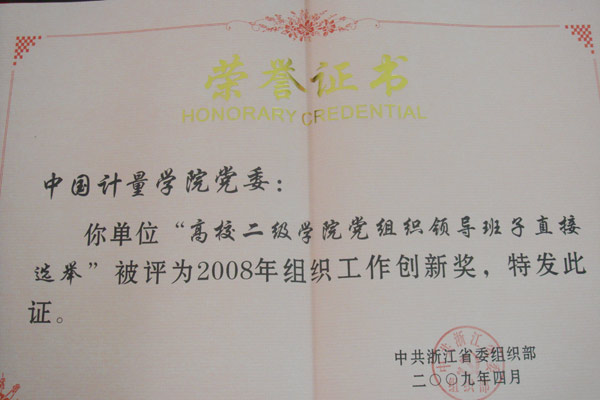 荣誉证书
HONORARY CREDENTIAL
中国计量学院党委：
你单位“高校二级学院党组织领导班子直接
选举”被评为2008年组织工作创新奖，特发此
证。
中共浙江省委组织部
二〇〇九年四月